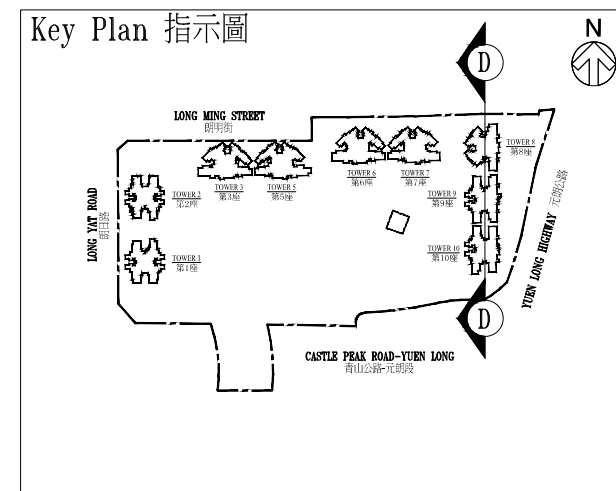 Key Plan 指示圖
N
D
LONG MING STREET
朗明街
TOWER 8
第8座
TOWER 6
第6座
TOWER 7
第7座
TOWER 3
第3座
TOWER 5
第5座
TOWER 2
第2座
TOWER 9
第9座
LONG YAT ROAD
朗日路
YUEN LONG HIGHWAY 元朗公路
TOWER 10
第10座
TOWER 1
第1座
D
CASTLE PEAK ROAD-YUEN LONG
青山公路-元朗段